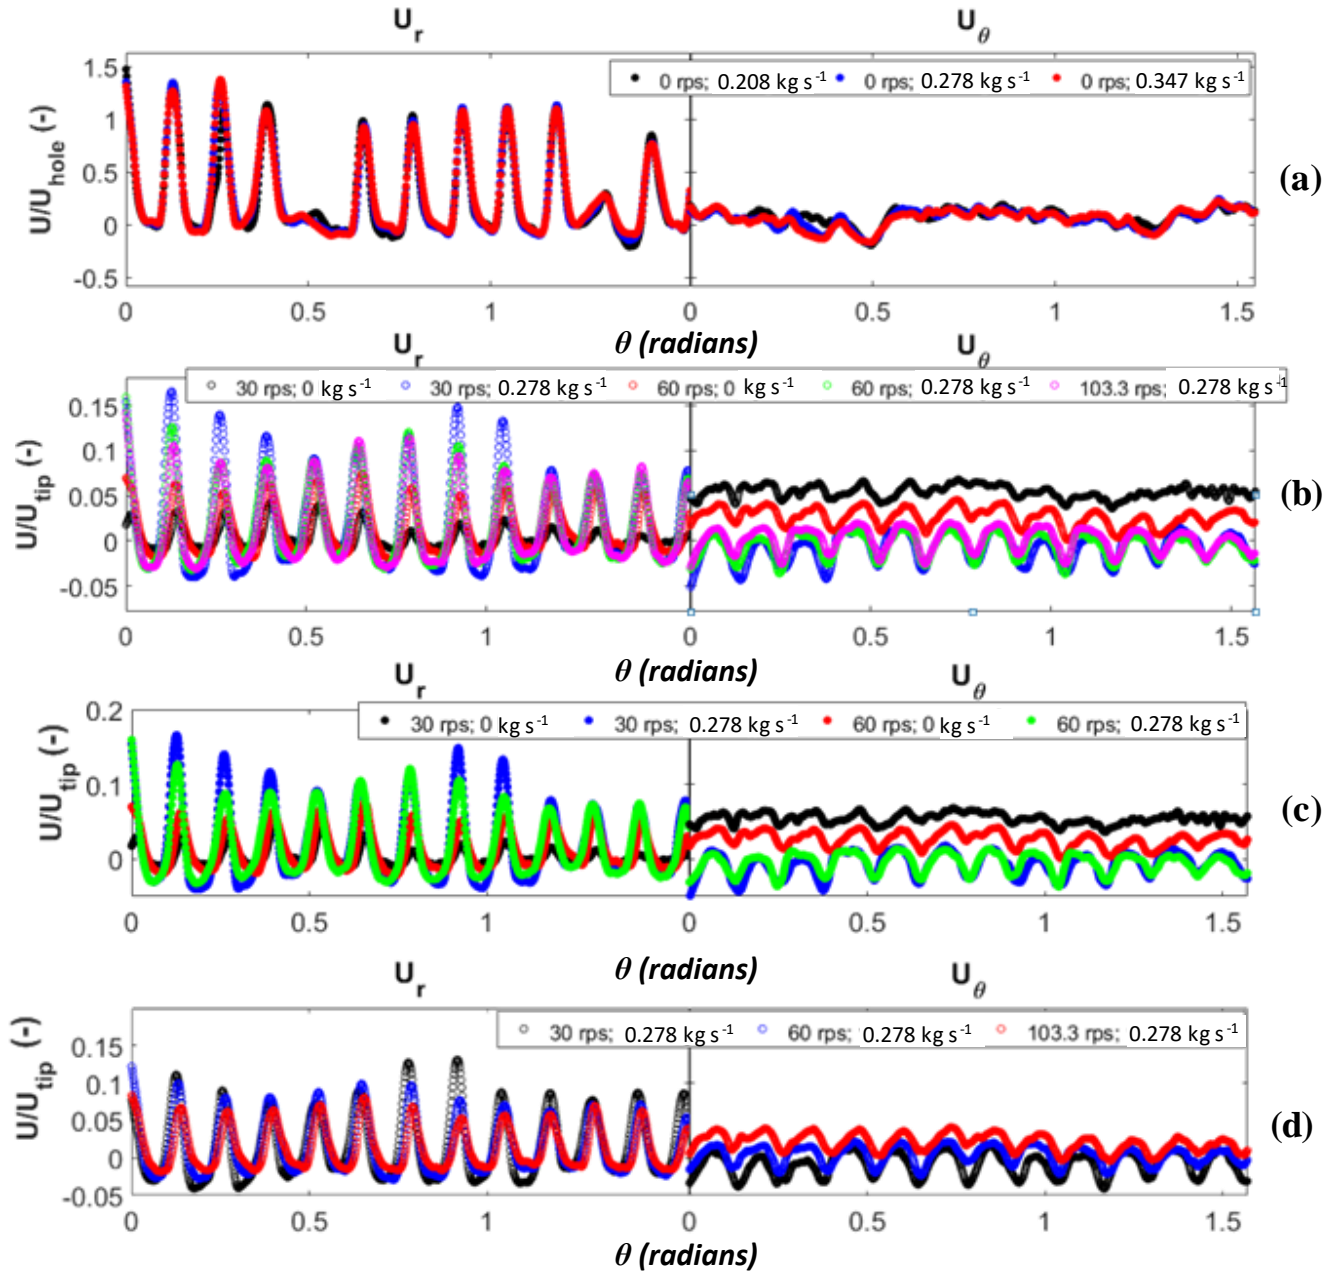 U_r U_θ
1.5
1
0.5
0
-0.5
U/U_hole (-)
0 rps; 0.208 kg s⁻¹ 0 rps; 0.278 kg s⁻¹ 0 rps; 0.347 kg s⁻¹
(a)
0 0.5 1 0 0.5 1 1.5
θ (radians)
U_r U_θ
30 rps; 0 kg s⁻¹ 30 rps; 0.278 kg s⁻¹ 60 rps; 0 kg s⁻¹ 60 rps; 0.278 kg s⁻¹ 103.3 rps; 0.278 kg s⁻¹
0.15
0.1
0.05
0
-0.05
U/U_tip (-)
(b)
0 0.5 1 0 0.5 1 1.5
θ (radians)
U_r U_θ
0.2
0.1
0
U/U_tip (-)
30 rps; 0 kg s⁻¹ 30 rps; 0.278 kg s⁻¹ 60 rps; 0 kg s⁻¹ 60 rps; 0.278 kg s⁻¹
(c)
0 0.5 1 0 0.5 1 1.5
θ (radians)
U_r U_θ
30 rps; 0.278 kg s⁻¹ 60 rps; 0.278 kg s⁻¹ 103.3 rps; 0.278 kg s⁻¹
0.15
0.1
0.05
0
-0.05
U/U_tip (-)
(d)
0 0.5 1 0 0.5 1 1.5
θ (radians)